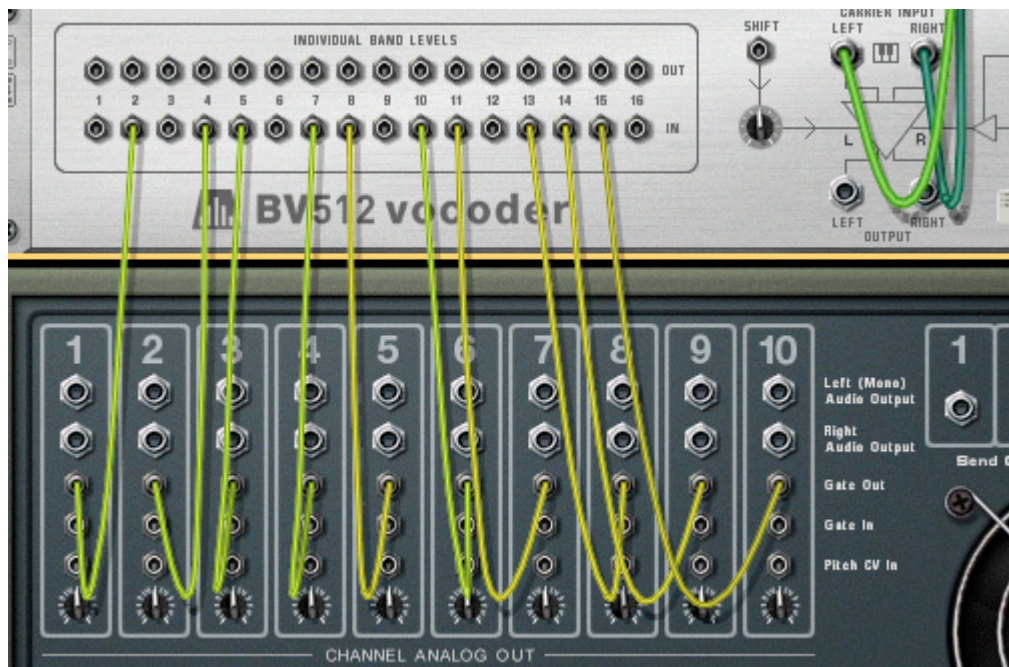 INDIVIDUAL BAND LEVELS
OUT
1 2 3 4 5 6 7 8 9 10 11 12 13 14 15 16
IN
BV512 vocoder
SHIFT
CARRIER INPUT
LEFT RIGHT
L R
LEFT RIGHT
OUTPUT
1 2 3 4 5 6 7 8 9 10
Left (Mono)
Audio Output
Right
Audio Output
Gate Out
Gate In
Pitch CV In
CHANNEL ANALOG OUT
1
Send